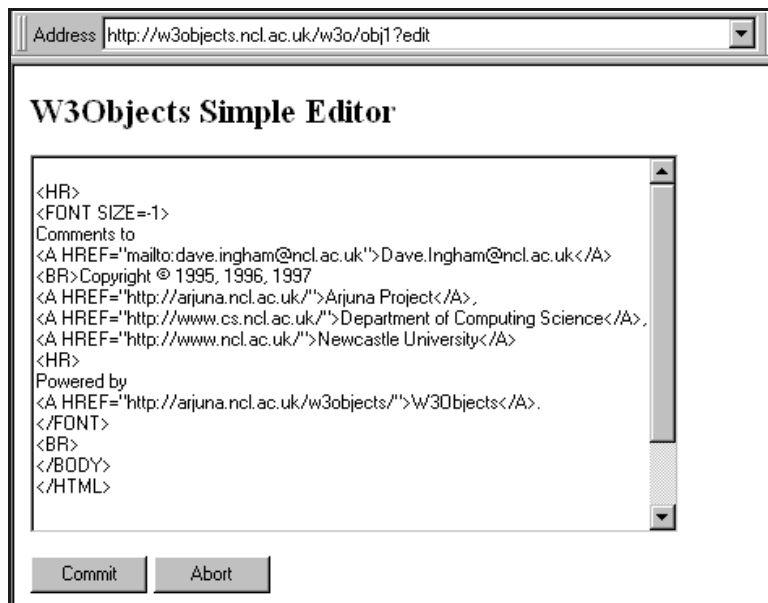 Address http://w3objects.ncl.ac.uk/w3o/obj1?edit
W3Objects Simple Editor
<HR>
<FONT SIZE=-1>
Comments to
<A HREF="mailto:dave.ingham@ncl.ac.uk">Dave.Ingham@ncl.ac.uk</A>
<BR>Copyright © 1995, 1996, 1997
<A HREF="http://arjuna.ncl.ac.uk/">Arjuna Project</A>,
<A HREF="http://www.cs.ncl.ac.uk/">Department of Computing Science</A>,
<A HREF="http://www.ncl.ac.uk/">Newcastle University</A>
<HR>
Powered by
<A HREF="http://arjuna.ncl.ac.uk/w3objects/">W3Objects</A>.
</FONT>
<BR>
</BODY>
</HTML>
Commit Abort